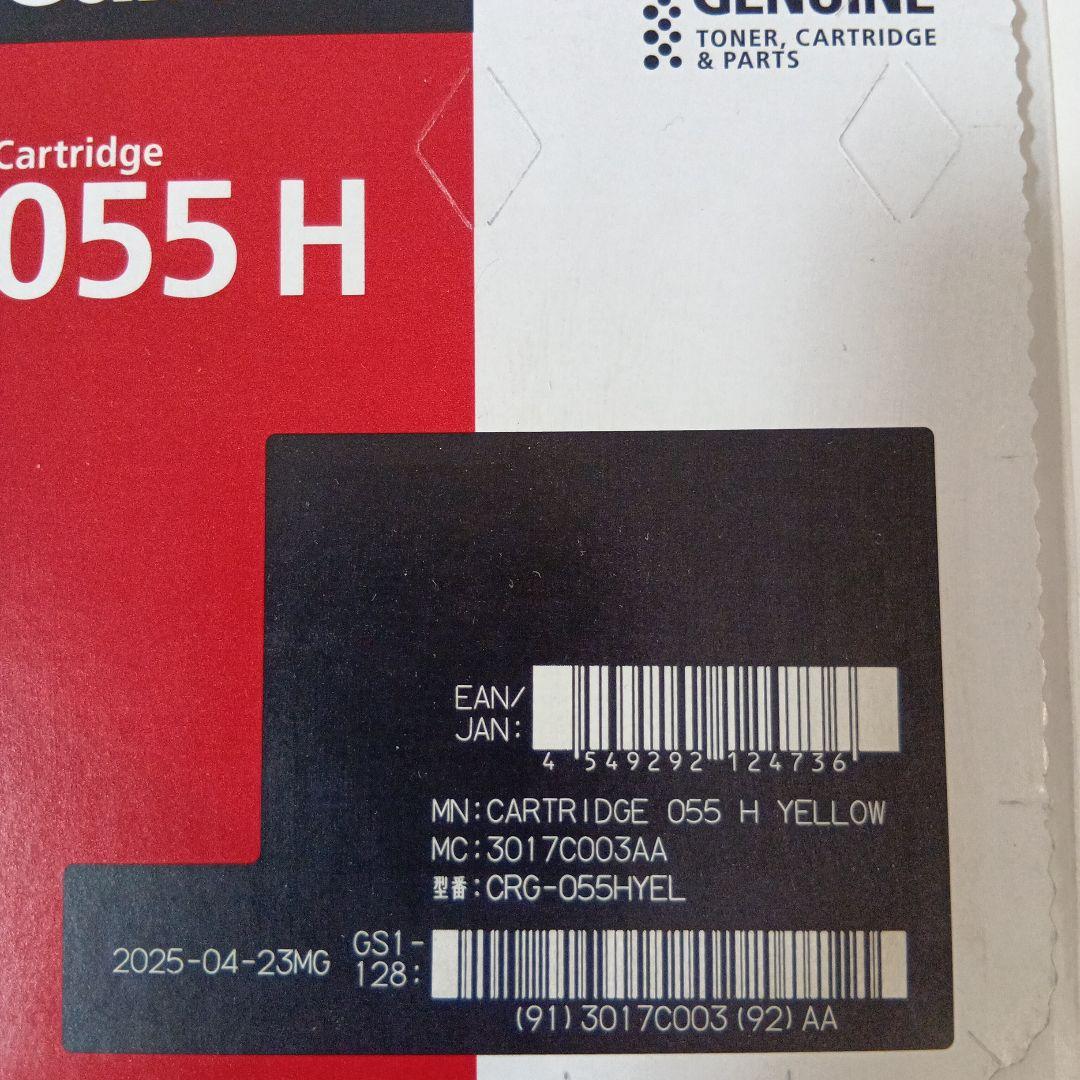 GENUINE
TONER, CARTRIDGE
& PARTS
Cartridge
055 H
EAN/
JAN:
4 549292 124736
MN:CARTRIDGE 055 H YELLOW
MC:3017C003AA
型番:CRG-055HYEL
2025-04-23MG
GS1-
128:
(91)3017C003(92)AA